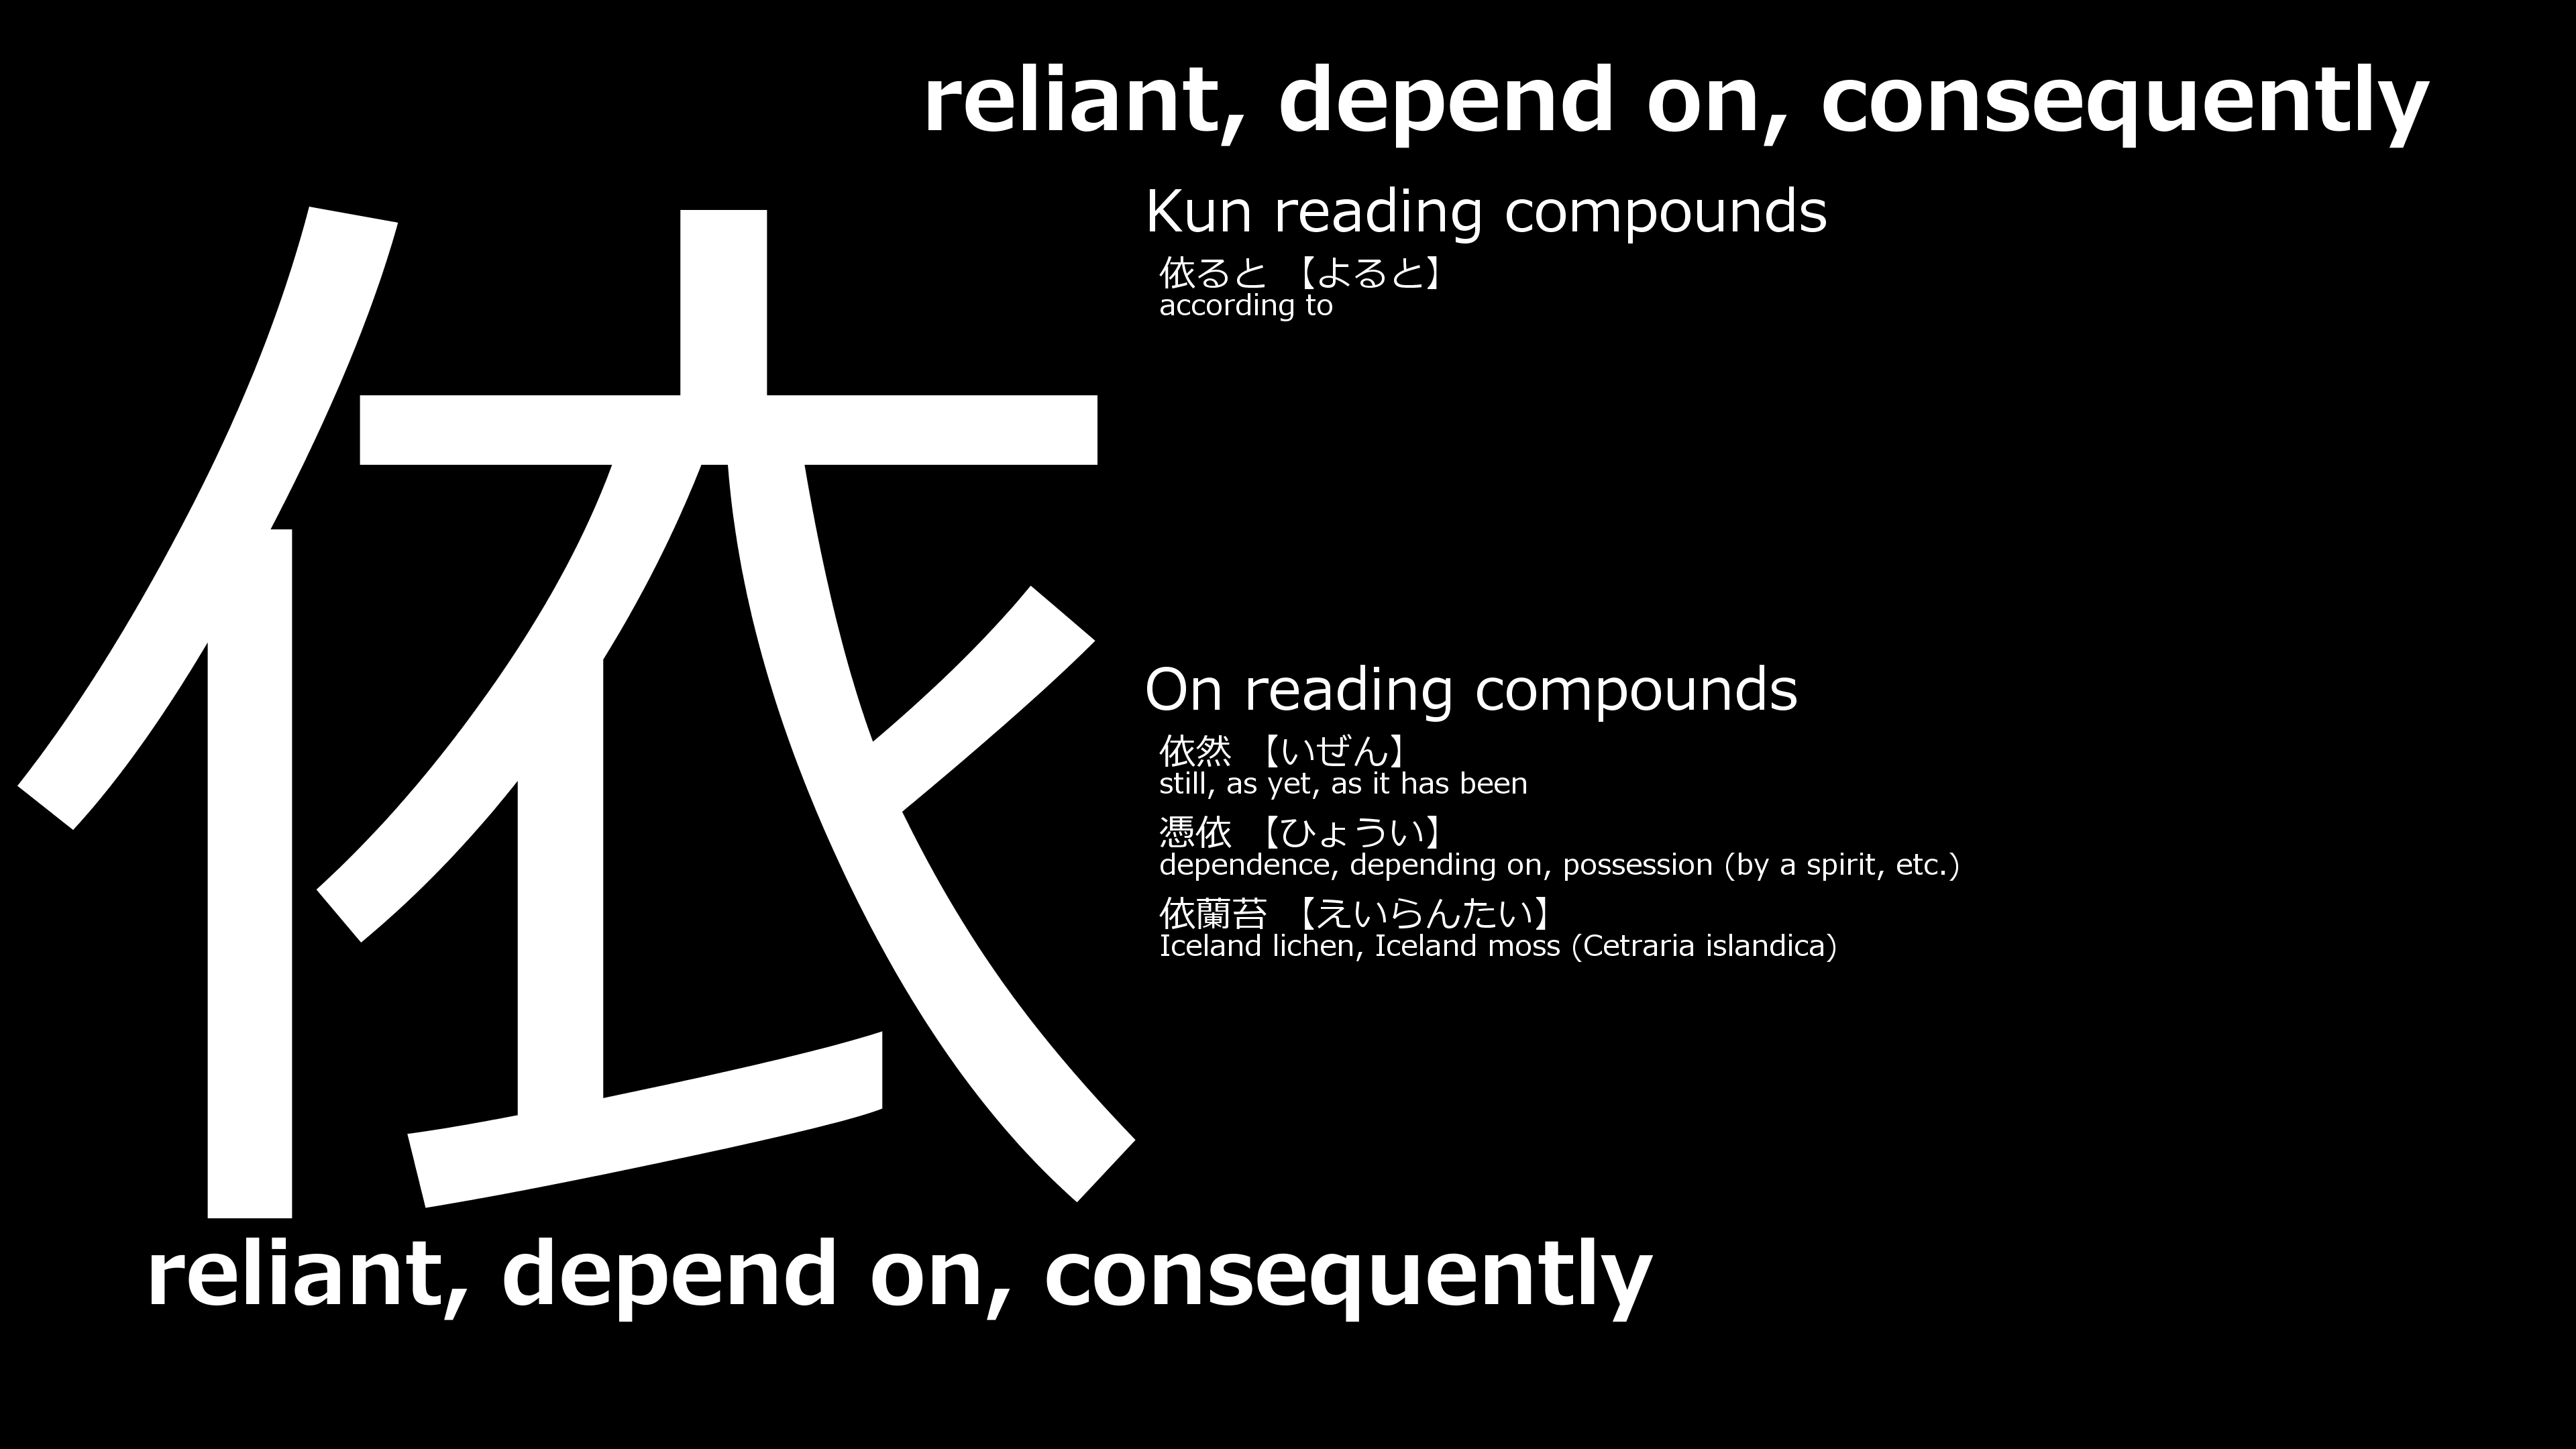 reliant, depend on, consequently
依
Kun reading compounds
依ると 【よると】
according to
On reading compounds
依然 【いぜん】
still, as yet, as it has been
憑依 【ひょうい】
dependence, depending on, possession (by a spirit, etc.)
依蘭苔 【えいらんたい】
Iceland lichen, Iceland moss (Cetraria islandica)
reliant, depend on, consequently